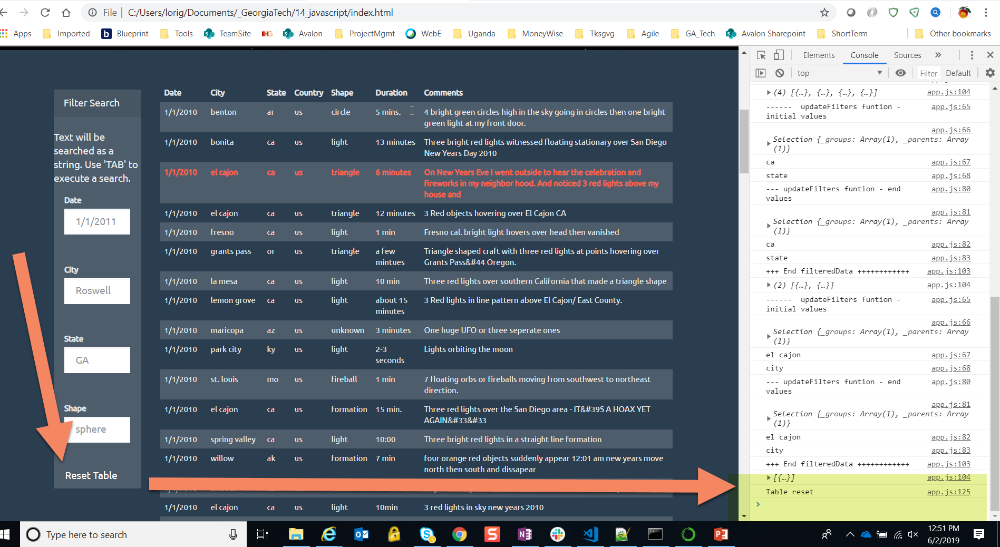 File
C:/Users/lorig/Documents/_GeorgiaTech/14_javascript/index.html
Apps Imported Blueprint Tools TeamSite IHG Avalon ProjectMgmt WebE Uganda MoneyWise Tksgvg Agile GA_Tech Avalon Sharepoint ShortTerm Other bookmarks
Filter Search
Text will be
searched as a
string. Use 'TAB' to
execute a search.
Date
1/1/2011
City
Roswell
State
GA
Shape
sphere
Reset Table
Date City State Country Shape Duration Comments
1/1/2010 benton ar us circle 5 mins. 4 bright green circles high in the sky going in circles then one bright
green light at my front door.
1/1/2010 bonita ca us light 13 minutes Three bright red lights witnessed floating stationary over San Diego
New Years Day 2010
1/1/2010 el cajon ca us triangle 6 minutes On New Years Eve I went outside to hear the celebration and
fireworks in my neighbor hood. And noticed 3 red lights above my
house and
1/1/2010 el cajon ca us triangle 12 minutes 3 Red objects hovering over El Cajon CA
1/1/2010 fresno ca us light 1 min Fresno cal. bright light hovers over head then vanished
1/1/2010 grants pass or us triangle a few Triangle shaped craft with three red lights at points hovering over
mintues Grants Pass&#44 Oregon.
1/1/2010 la mesa ca us light 10 min Three red lights over southern California that made a triangle shape
1/1/2010 lemon grove ca us light about 15 3 Red lights in line pattern above El Cajon/ East County.
minutes
1/1/2010 maricopa az us unknown 3 minutes One huge UFO or three seperate ones
1/1/2010 park city ky us light 2-3 Lights orbiting the moon
seconds
1/1/2010 st. louis mo us fireball 1 min 7 floating orbs or fireballs moving from southwest to northeast
direction.
1/1/2010 el cajon ca us formation 15 min. Three red lights over the San Diego area - IT&#39S A HOAX YET
AGAIN&#33&#33
1/1/2010 spring valley ca us light 10:00 Three bright red lights in a straight line formation
1/1/2010 willow ak us formation 7 min four orange red objects suddenly appear 12:01 am new years move
north then south and dissapear
1/1/2010 el cajon ca us light 10min 3 red lights in sky new years 2010
Elements Console Sources »
top Filter Default
(4) [{…}, {…}, {…}, {…}] app.js:104
------ updateFilters funtion - app.js:65
initial values
app.js:66
Selection {_groups: Array(1), _parents: Array
(1)}
ca app.js:67
state app.js:68
--- updateFilters funtion - end app.js:80
values
app.js:81
Selection {_groups: Array(1), _parents: Array
(1)}
ca app.js:82
state app.js:83
+++ End filteredData ++++++++++++ app.js:103
(2) [{…}, {…}] app.js:104
------ updateFilters funtion - app.js:65
initial values
app.js:66
Selection {_groups: Array(1), _parents: Array
(1)}
el cajon app.js:67
city app.js:68
--- updateFilters funtion - end app.js:80
values
app.js:81
Selection {_groups: Array(1), _parents: Array
(1)}
el cajon app.js:82
city app.js:83
+++ End filteredData ++++++++++++ app.js:103
[{…}] app.js:104
Table reset app.js:125
Type here to search
12:51 PM
6/2/2019